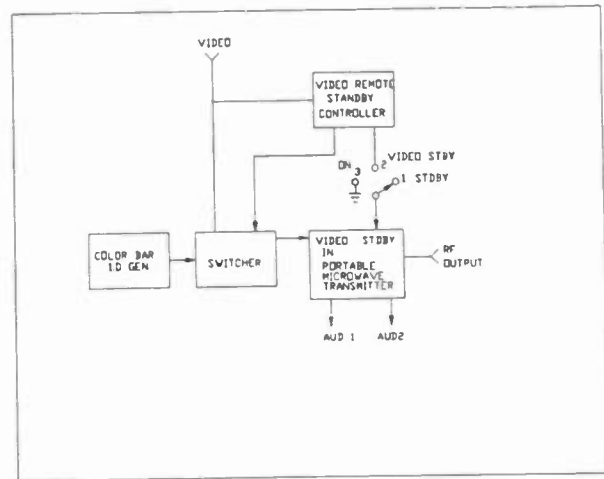 VIDEO
VIDEO REMOTE
STANDBY
CONTROLLER
ON
3
2
VIDEO STBY
1 STDBY
COLOR BAR
I.D GEN
SWITCHER
VIDEO STDBY
IN
PORTABLE
MICROWAVE
TRANSMITTER
RF
OUTPUT
AUD 1
AUD2